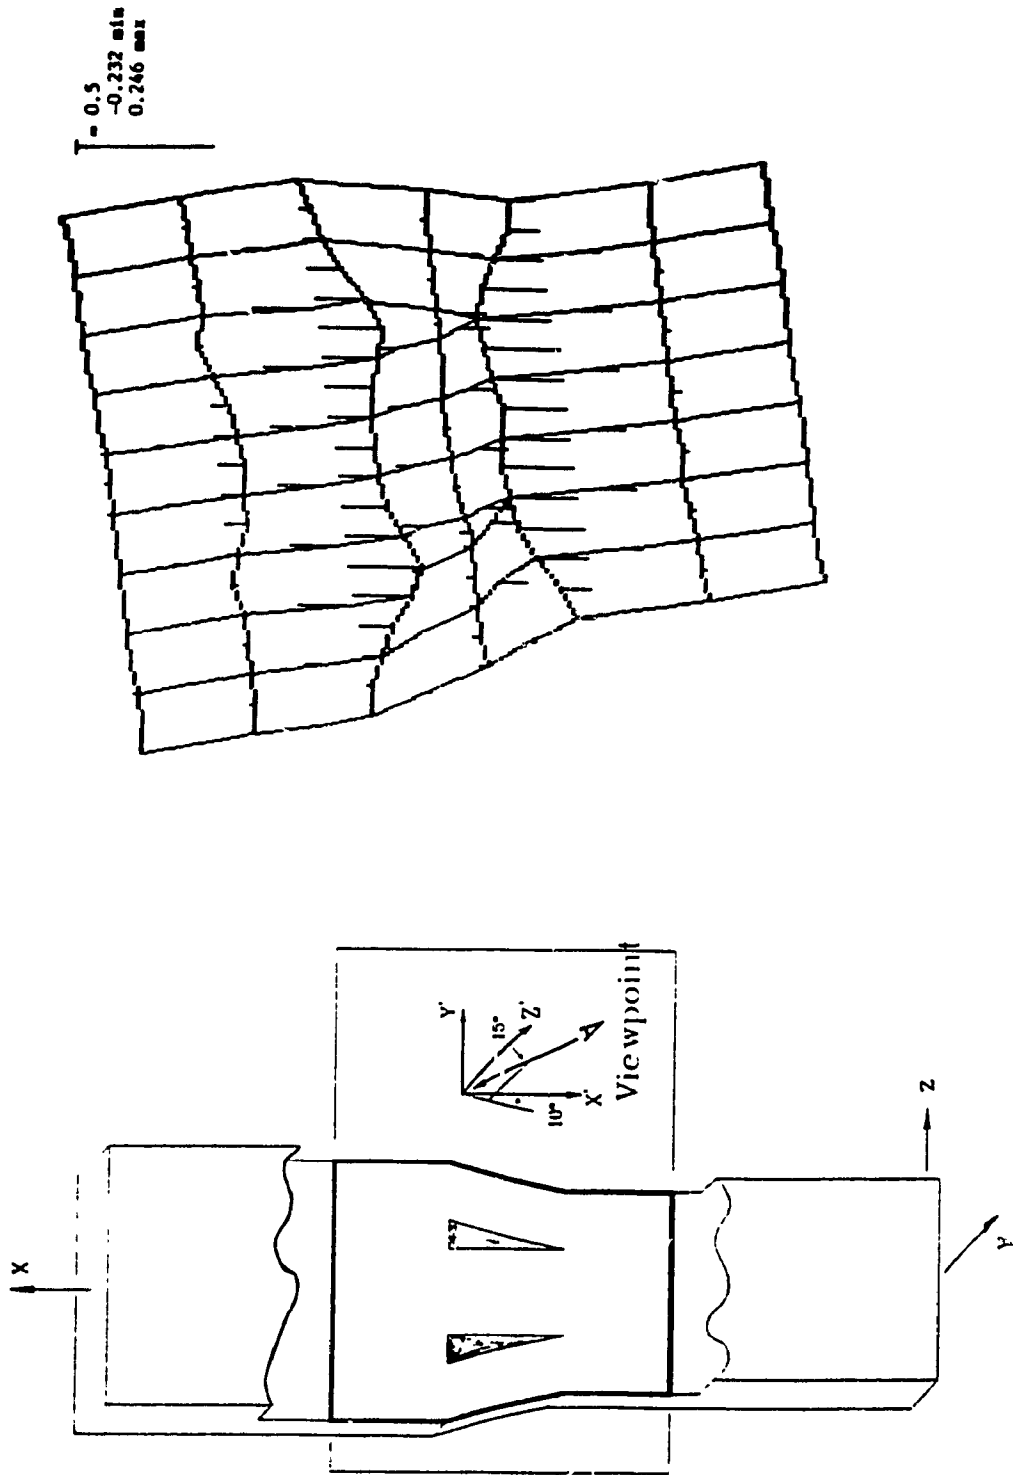 T = 0.5
-0.232 min
0.246 max
X
Y'
15°
Z'
A
10°
X'
Viewpoint
Z
Y